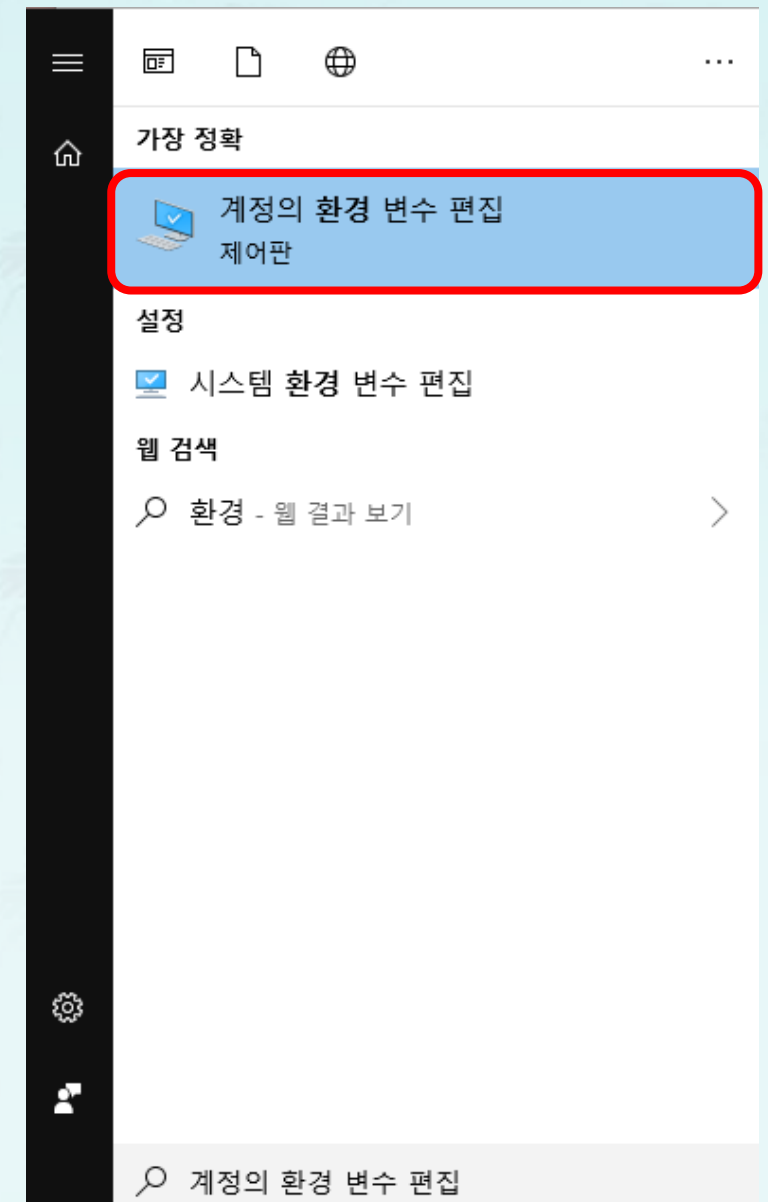 가장 정확
계정의 환경 변수 편집
제어판
설정
시스템 환경 변수 편집
웹 검색
환경 - 웹 결과 보기
계정의 환경 변수 편집